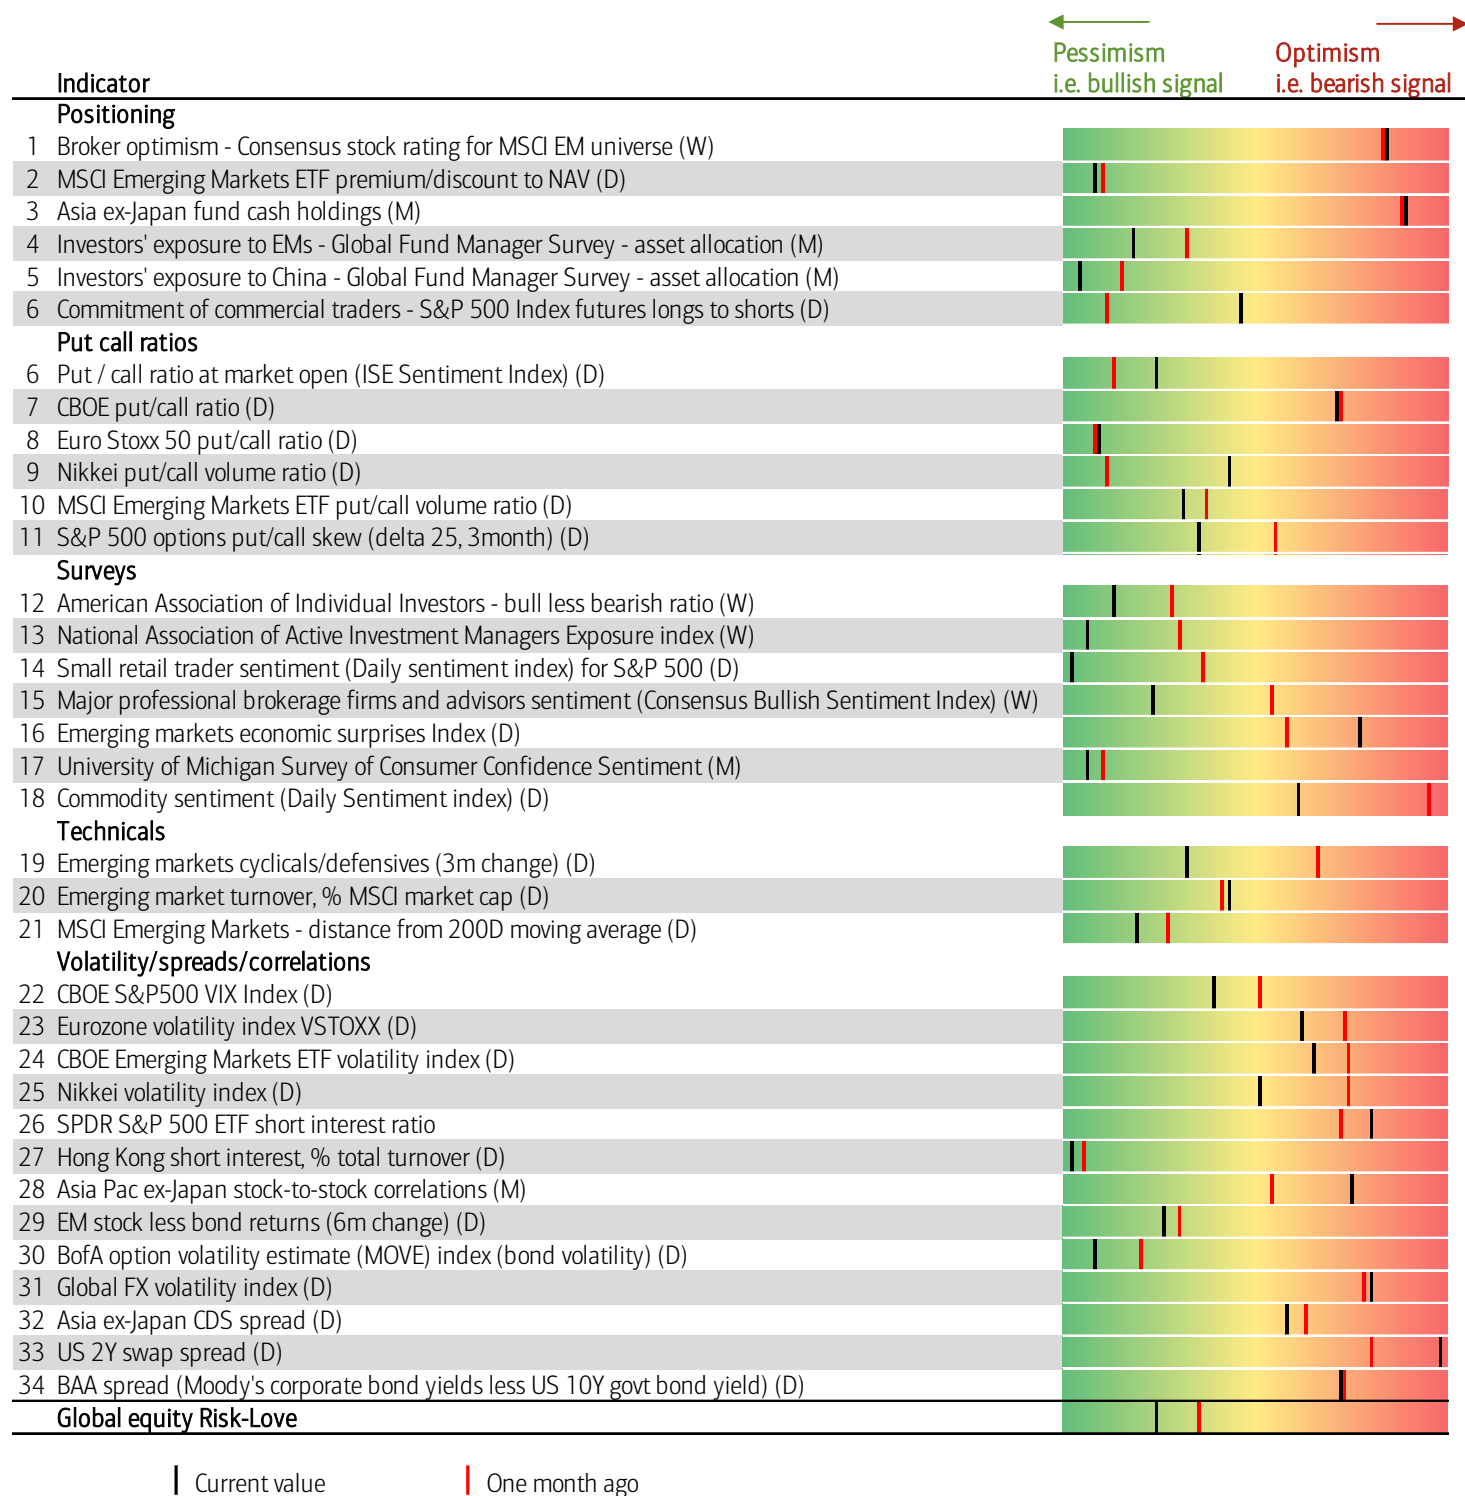 Pessimism Optimism
Indicator i.e. bullish signal i.e. bearish signal
Positioning
1 Broker optimism - Consensus stock rating for MSCI EM universe (W)
2 MSCI Emerging Markets ETF premium/discount to NAV (D)
3 Asia ex-Japan fund cash holdings (M)
4 Investors' exposure to EMs - Global Fund Manager Survey - asset allocation (M)
5 Investors' exposure to China - Global Fund Manager Survey - asset allocation (M)
6 Commitment of commercial traders - S&P 500 Index futures longs to shorts (D)
Put call ratios
6 Put / call ratio at market open (ISE Sentiment Index) (D)
7 CBOE put/call ratio (D)
8 Euro Stoxx 50 put/call ratio (D)
9 Nikkei put/call volume ratio (D)
10 MSCI Emerging Markets ETF put/call volume ratio (D)
11 S&P 500 options put/call skew (delta 25, 3month) (D)
Surveys
12 American Association of Individual Investors - bull less bearish ratio (W)
13 National Association of Active Investment Managers Exposure index (W)
14 Small retail trader sentiment (Daily sentiment index) for S&P 500 (D)
15 Major professional brokerage firms and advisors sentiment (Consensus Bullish Sentiment Index) (W)
16 Emerging markets economic surprises Index (D)
17 University of Michigan Survey of Consumer Confidence Sentiment (M)
18 Commodity sentiment (Daily Sentiment index) (D)
Technicals
19 Emerging markets cyclicals/defensives (3m change) (D)
20 Emerging market turnover, % MSCI market cap (D)
21 MSCI Emerging Markets - distance from 200D moving average (D)
Volatility/spreads/correlations
22 CBOE S&P500 VIX Index (D)
23 Eurozone volatility index VSTOXX (D)
24 CBOE Emerging Markets ETF volatility index (D)
25 Nikkei volatility index (D)
26 SPDR S&P 500 ETF short interest ratio
27 Hong Kong short interest, % total turnover (D)
28 Asia Pac ex-Japan stock-to-stock correlations (M)
29 EM stock less bond returns (6m change) (D)
30 BofA option volatility estimate (MOVE) index (bond volatility) (D)
31 Global FX volatility index (D)
32 Asia ex-Japan CDS spread (D)
33 US 2Y swap spread (D)
34 BAA spread (Moody's corporate bond yields less US 10Y govt bond yield) (D)
Global equity Risk-Love
Current value One month ago